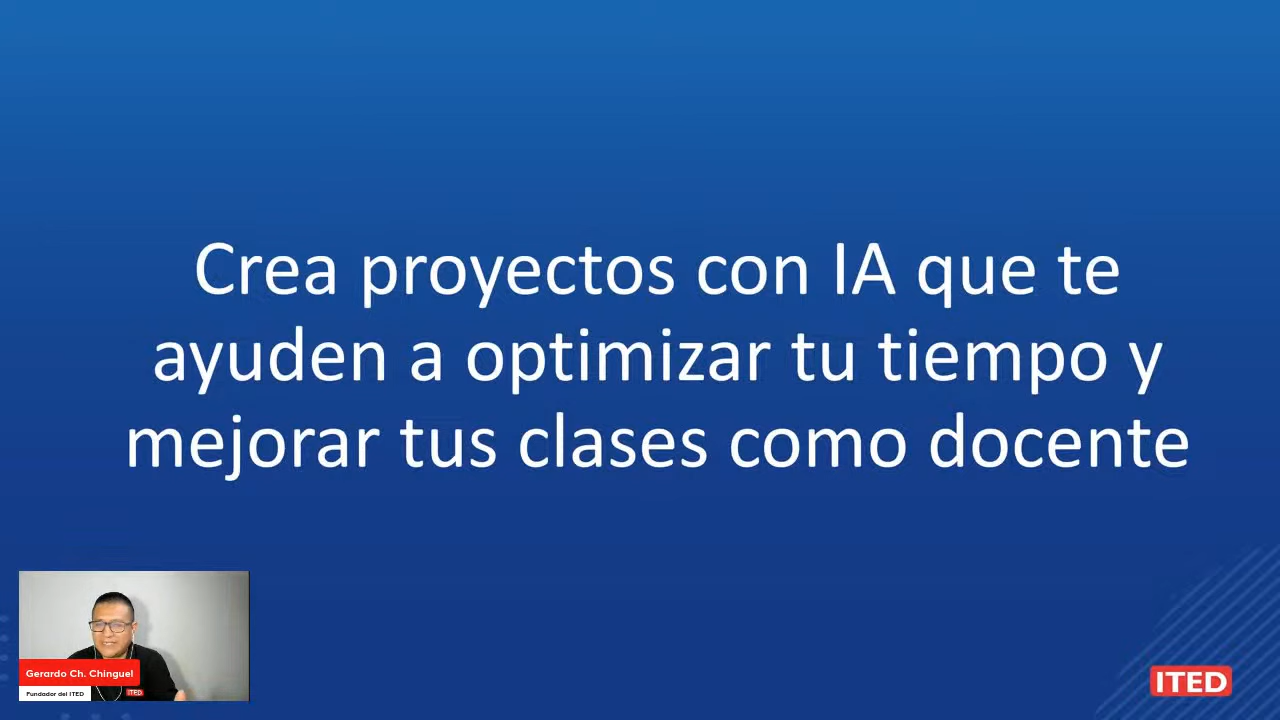 Crea proyectos con IA que te
ayuden a optimizar tu tiempo y
mejorar tus clases como docente
Gerardo Ch. Chinguel
Fundador del ITED
ITED
ITED